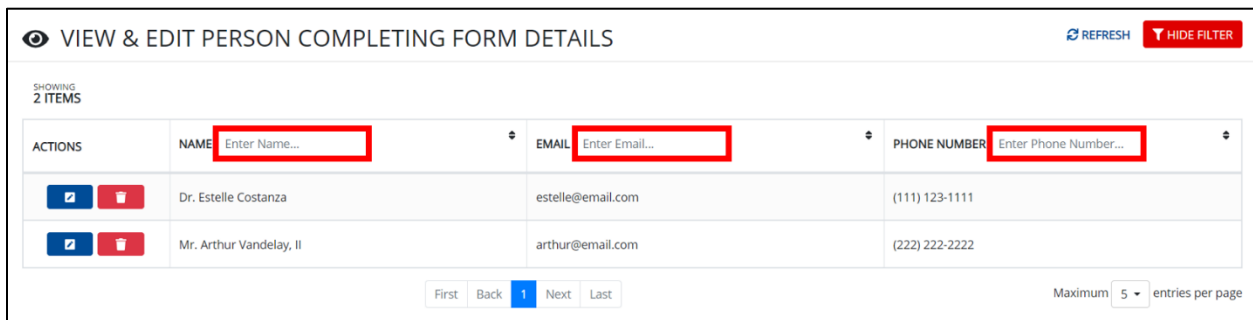 VIEW & EDIT PERSON COMPLETING FORM DETAILS
REFRESH
HIDE FILTER
SHOWING
2 ITEMS
ACTIONS NAME Enter Name... EMAIL Enter Email... PHONE NUMBER Enter Phone Number...
Dr. Estelle Costanza estelle@email.com (111) 123-1111
Mr. Arthur Vandelay, II arthur@email.com (222) 222-2222
First Back 1 Next Last
Maximum 5 entries per page